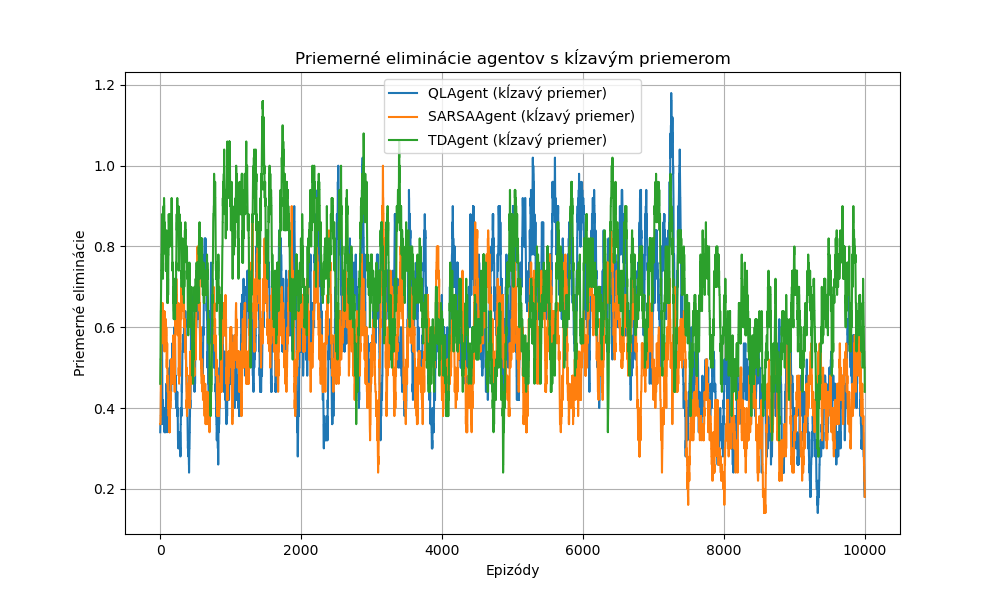 Priemerné eliminácie agentov s kĺzavým priemerom
QLAgent (kĺzavý priemer)
SARSAAgent (kĺzavý priemer)
TDAgent (kĺzavý priemer)
Priemerné eliminácie
1.2
1.0
0.8
0.6
0.4
0.2
0 2000 4000 6000 8000 10000
Epizódy